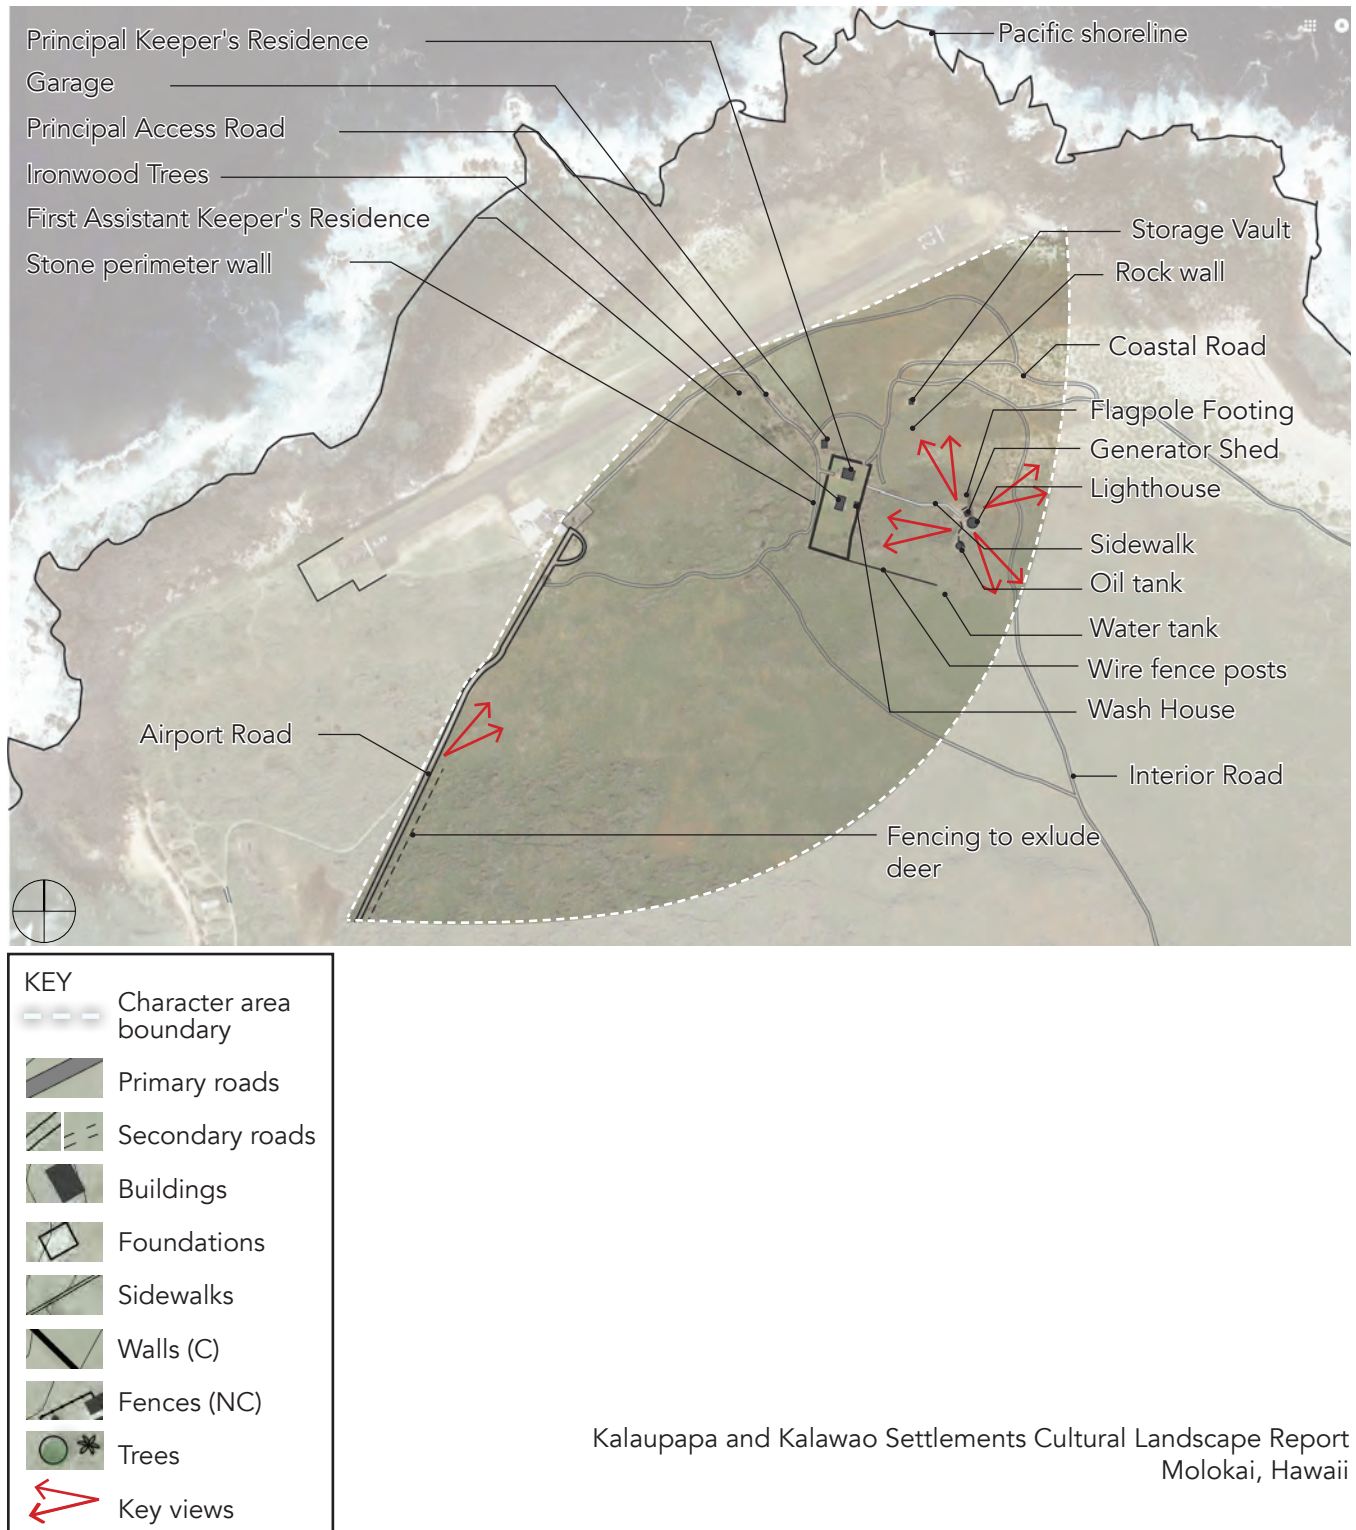 Principal Keeper's Residence
Garage
Principal Access Road
Ironwood Trees
First Assistant Keeper's Residence
Stone perimeter wall
Pacific shoreline
Storage Vault
Rock wall
Coastal Road
Flagpole Footing
Generator Shed
Lighthouse
Sidewalk
Oil tank
Water tank
Wire fence posts
Wash House
Airport Road
Interior Road
Fencing to exlude
deer
KEY
Character area
boundary
Primary roads
Secondary roads
Buildings
Foundations
Sidewalks
Walls (C)
Fences (NC)
Trees
Key views
Kalaupapa and Kalawao Settlements Cultural Landscape Report
Molokai, Hawaii